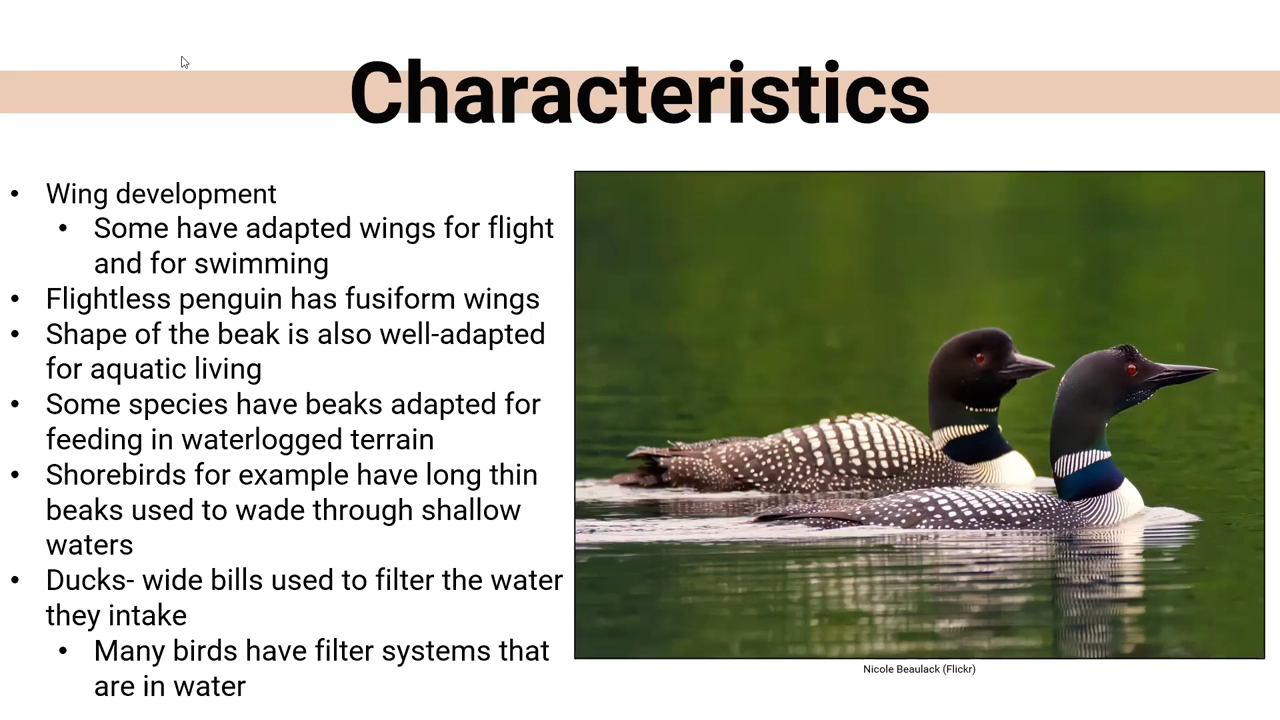 Characteristics
• Wing development
• Some have adapted wings for flight
and for swimming
• Flightless penguin has fusiform wings
• Shape of the beak is also well-adapted
for aquatic living
• Some species have beaks adapted for
feeding in waterlogged terrain
• Shorebirds for example have long thin
beaks used to wade through shallow
waters
• Ducks- wide bills used to filter the water
they intake
• Many birds have filter systems that
are in water
Nicole Beaulack (Flickr)